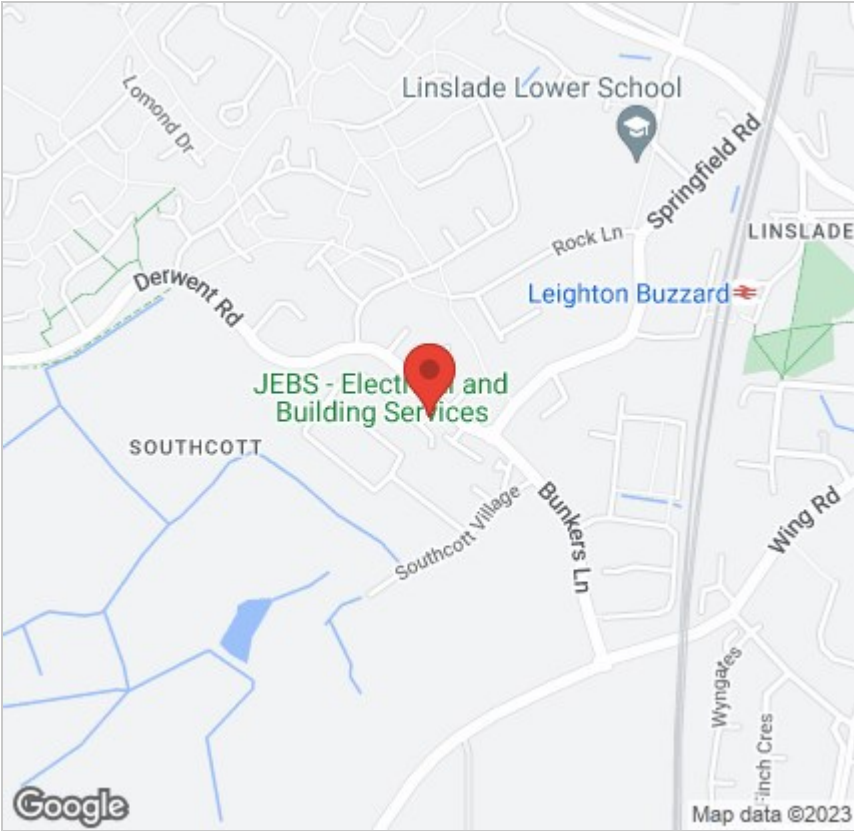 Lomond Dr
Linslade Lower School
Springfield Rd
Rock Ln
LINSLADE
Derwent Rd
Leighton Buzzard
JEBS - Electrical and
Building Services
SOUTHCOTT
Bunkers Ln
Southcott Village
Wing Rd
Wyngates
Finch Cres
Google
Map data ©2023